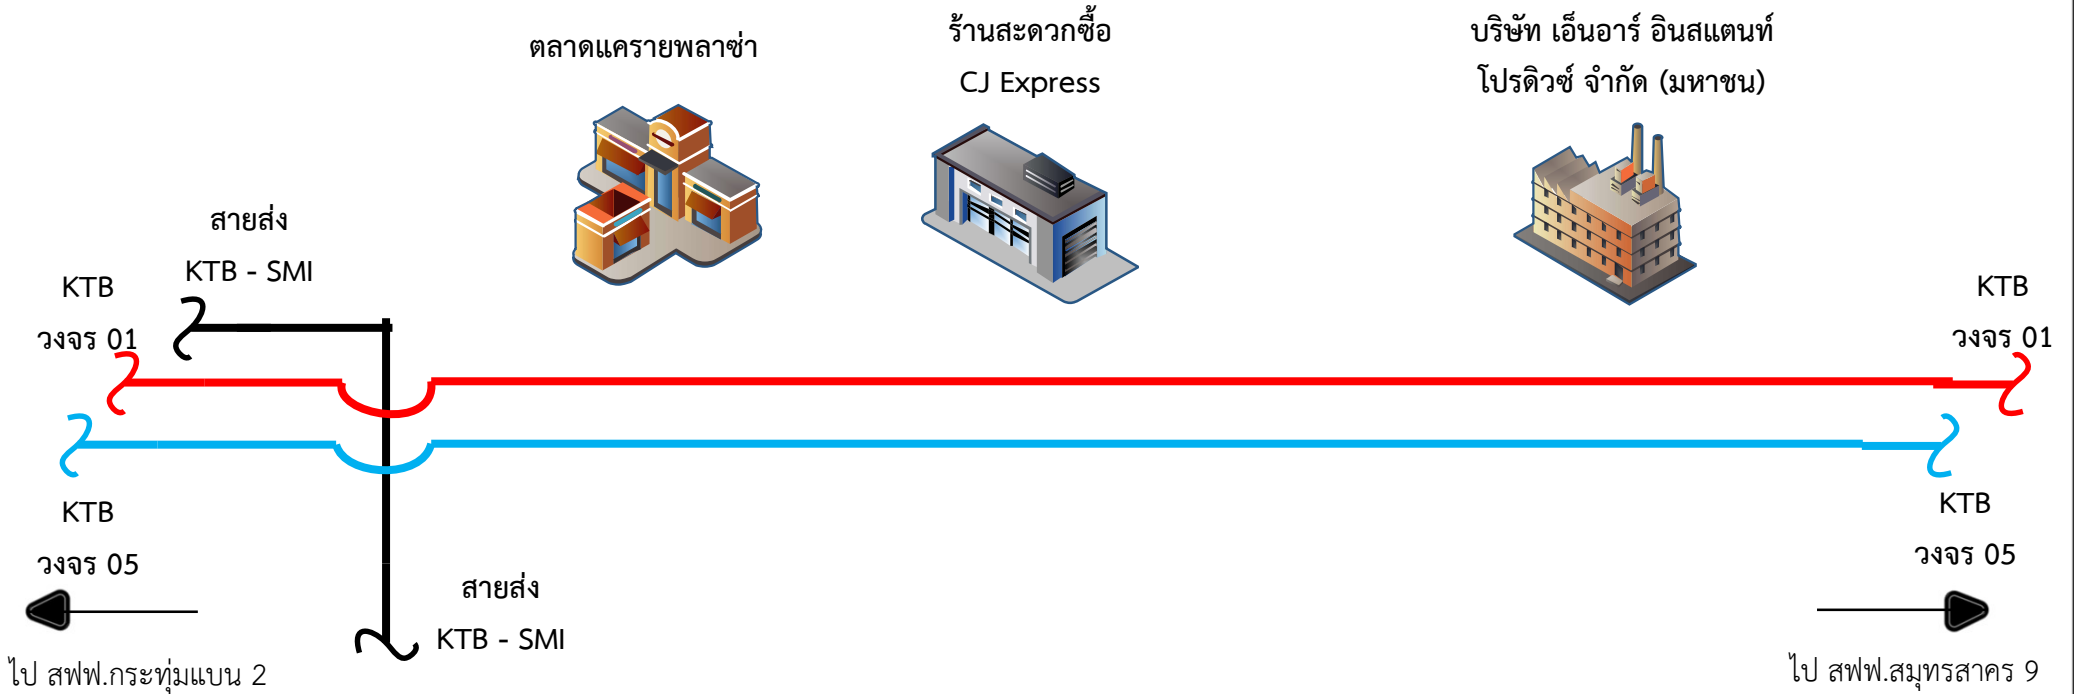 ตลาดแครายพลาซ่า
ร้านสะดวกซื้อ
CJ Express
บริษัท เอ็นอาร์ อินสแตนท์
โปรดิวซ์ จำกัด (มหาชน)
สายส่ง
KTB - SMI
KTB
วงจร 01
KTB
วงจร 01
KTB
วงจร 05
KTB
วงจร 05
สายส่ง
KTB - SMI
ไป สฟฟ.กระทุ่มแบน 2
ไป สฟฟ.สมุทรสาคร 9